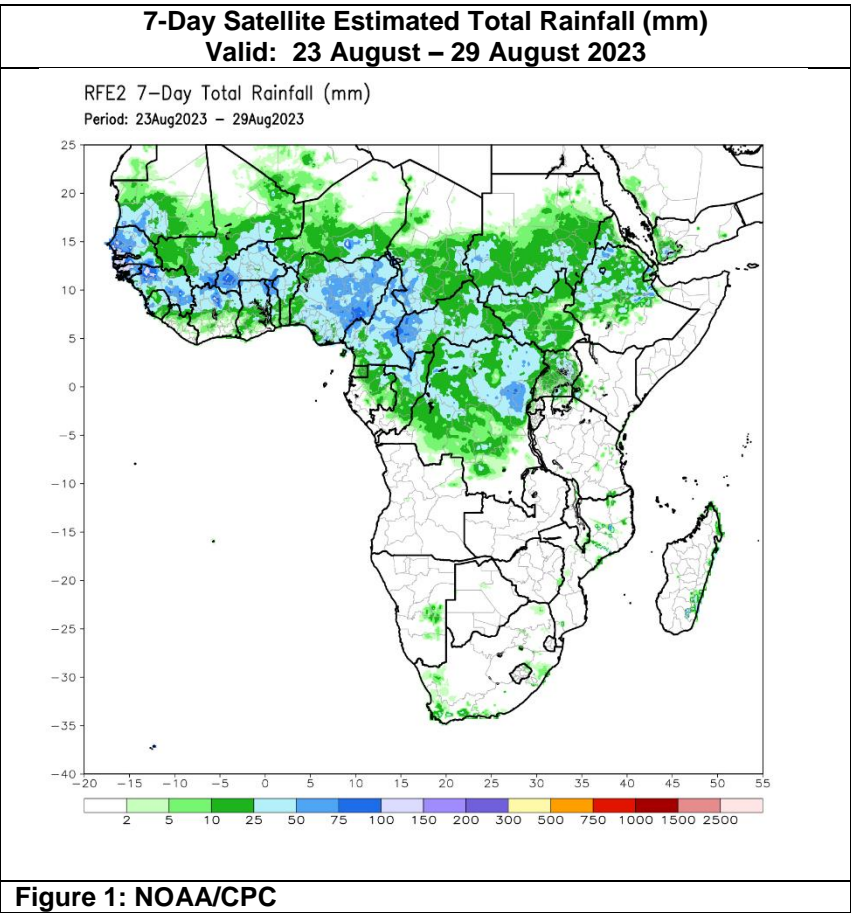 7-Day Satellite Estimated Total Rainfall (mm)
Valid:  23 August – 29 August 2023
RFE2 7-Day Total Rainfall (mm)
Period: 23Aug2023 – 29Aug2023
25
20
15
10
5
0
−5
−10
−15
−20
−25
−30
−35
−40
−20 −15 −10 −5 0 5 10 15 20 25 30 35 40 45 50 55
2 5 10 25 50 75 100 150 200 300 500 750 1000 1500 2500
Figure 1: NOAA/CPC